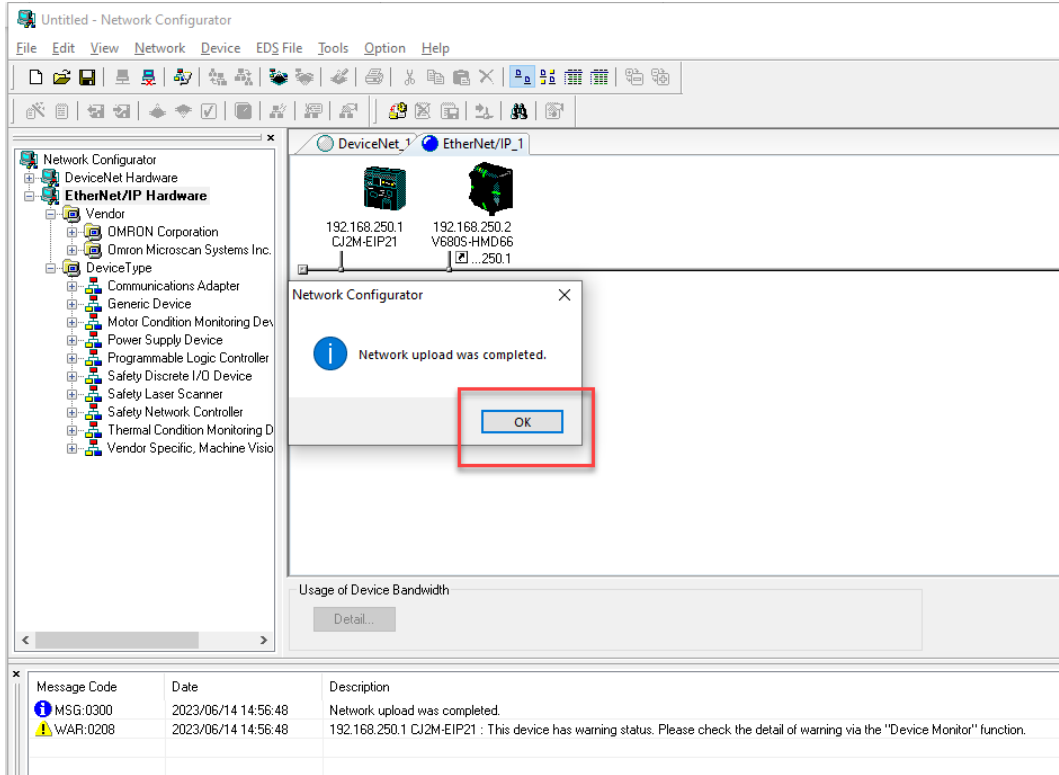 Untitled - Network Configurator
File Edit View Network Device EDS File Tools Option Help
Network Configurator
DeviceNet Hardware
EtherNet/IP Hardware
Vendor
OMRON Corporation
Omron Microscan Systems Inc.
DeviceType
Communications Adapter
Generic Device
Motor Condition Monitoring Dev
Power Supply Device
Programmable Logic Controller
Safety Discrete I/O Device
Safety Laser Scanner
Safety Network Controller
Thermal Condition Monitoring D
Vendor Specific, Machine Visio
DeviceNet_1 EtherNet/IP_1
192.168.250.1 192.168.250.2
CJ2M-EIP21 V680S-HMD66
...250.1
Network Configurator
Network upload was completed.
OK
Usage of Device Bandwidth
Detail...
Message Code Date Description
MSG:0300 2023/06/14 14:56:48 Network upload was completed.
WAR:0208 2023/06/14 14:56:48 192.168.250.1 CJ2M-EIP21 : This device has warning status. Please check the detail of warning via the "Device Monitor" function.